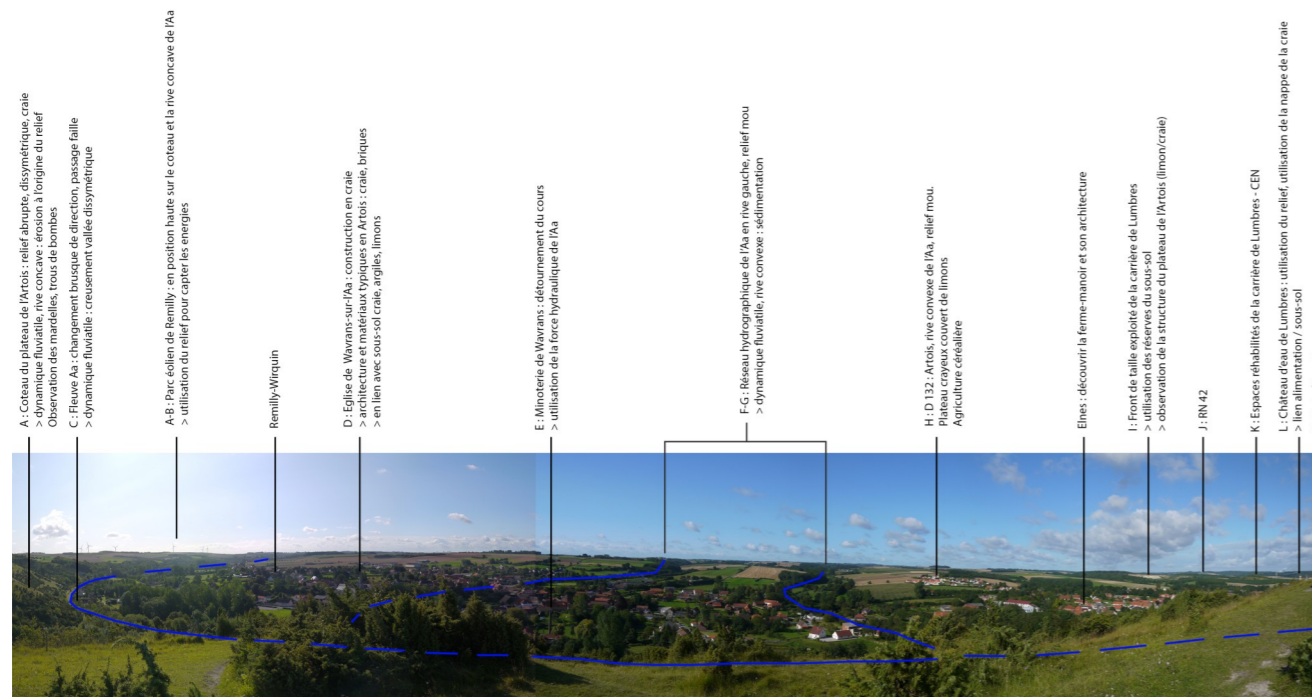 A : Coteau du plateau de l'Artois : relief abrupte, dissymétrique, craie
> dynamique fluviatile, rive concave : érosion à l'origine du relief
Observation des mardelles, trous de bombes
C : Fleuve Aa : changement brusque de direction, passage faille
> dynamique fluviatile : creusement vallée dissymétrique
A-B : Parc éolien de Remilly : en position haute sur le coteau et la rive concave de l'Aa
> utilisation du relief pour capter les energies
Remilly-Wirquin
D : Eglise de Wavrans-sur-l'Aa : construction en craie
> architecture et matériaux typiques en Artois : craie, briques
> en lien avec sous-sol craie, argiles, limons
E : Minoterie de Wavrans : détournement du cours
> utilisation de la force hydraulique de l'Aa
F-G : Réseau hydrographique de l'Aa en rive gauche, relief mou
> dynamique fluviatile, rive convexe : sédimentation
H : D 132 : Artois, rive convexe de l'Aa, relief mou.
Plateau crayeux couvert de limons
Agriculture céréalière
Elnes : découvrir la ferme-manoir et son architecture
I : Front de taille exploité de la carrière de Lumbres
> utilisation des réserves du sous-sol
> observation de la structure du plateau de l'Artois (limon/craie)
J : RN 42
K : Espaces réhabilités de la carrière de Lumbres - CEN
L : Château d'eau de Lumbres : utilisation du relief, utilisation de la nappe de la craie
> lien alimentation / sous-sol